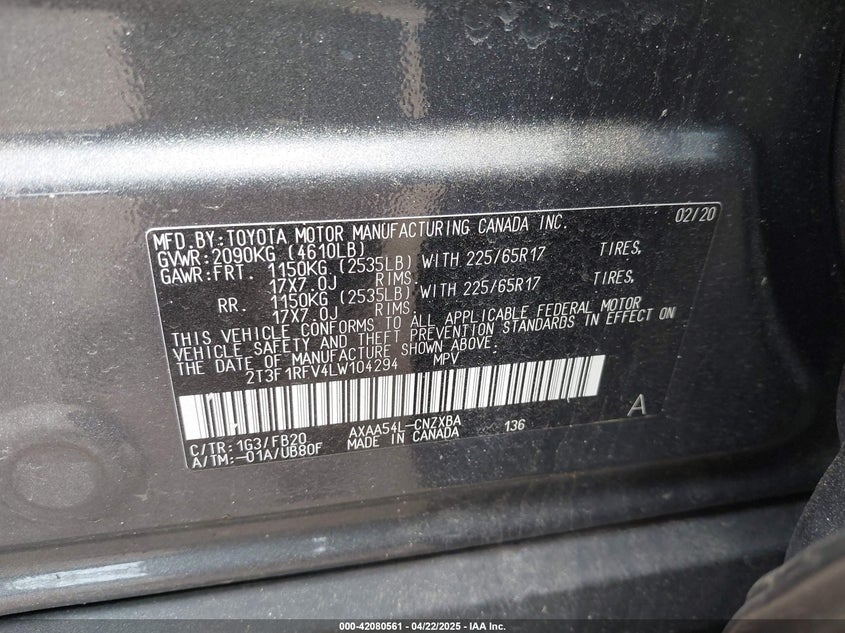 02/20
MFD.BY:TOYOTA MOTOR MANUFACTURING CANADA INC.
GVWR:2090KG (4610LB)
GAWR:FRT. 1150KG (2535LB) WITH 225/65R17 TIRES,
17X7.0J RIMS.
RR. 1150KG (2535LB) WITH 225/65R17 TIRES,
17X7.0J RIMS.
THIS VEHICLE CONFORMS TO ALL APPLICABLE FEDERAL MOTOR
VEHICLE SAFETY AND THEFT PREVENTION STANDARDS IN EFFECT ON
THE DATE OF MANUFACTURE SHOWN ABOVE.
2T3F1RFV4LW104294 MPV
C/TR:1G3/FB20 AXAA54L-CNZXBA 136 A
A/TM:-01A/UB80F MADE IN CANADA
000-42080561 - 04/22/2025 - IAA Inc.